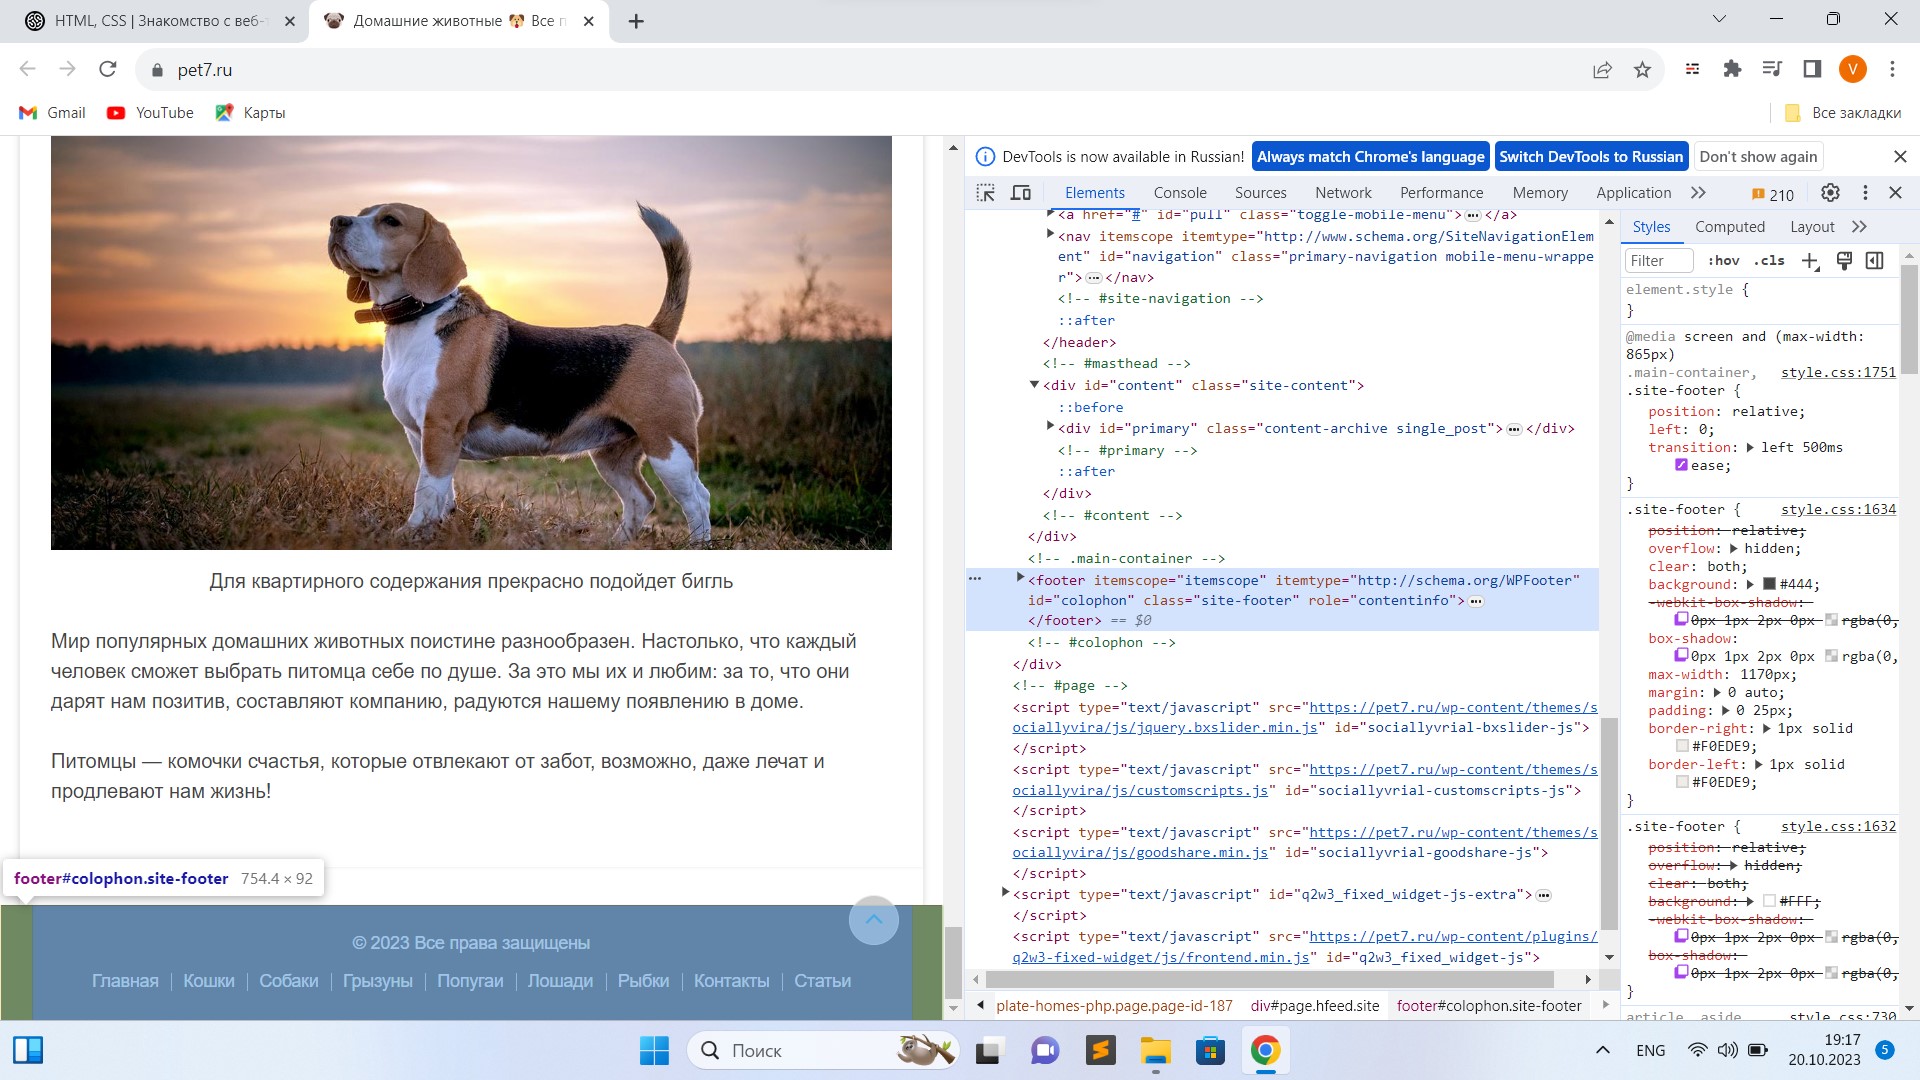 HTML, CSS | Знакомство с веб-
Домашние животные 🐶 Все п
pet7.ru
V
Gmail
YouTube
Карты
Все закладки
Для квартирного содержания прекрасно подойдет бигль
Мир популярных домашних животных поистине разнообразен. Настолько, что каждый
человек сможет выбрать питомца себе по душе. За это мы их и любим: за то, что они
дарят нам позитив, составляют компанию, радуются нашему появлению в доме.
Питомцы — комочки счастья, которые отвлекают от забот, возможно, даже лечат и
продлевают нам жизнь!
footer#colophon.site-footer 754.4 × 92
© 2023 Все права защищены
Главная Кошки Собаки Грызуны Попугаи Лошади Рыбки Контакты Статьи
DevTools is now available in Russian! Always match Chrome's language Switch DevTools to Russian Don't show again
Elements Console Sources Network Performance Memory Application 210
<a href="#" id="pull" class="toggle-mobile-menu">…</a>
<nav itemscope itemtype="http://www.schema.org/SiteNavigationElem
ent" id="navigation" class="primary-navigation mobile-menu-wrappe
r">…</nav>
<!-- #site-navigation -->
::after
</header>
<!-- #masthead -->
<div id="content" class="site-content">
::before
<div id="primary" class="content-archive single_post">…</div>
<!-- #primary -->
::after
</div>
<!-- #content -->
</div>
<!-- .main-container -->
<footer itemscope="itemscope" itemtype="http://schema.org/WPFooter"
id="colophon" class="site-footer" role="contentinfo">…
</footer> == $0
<!-- #colophon -->
</div>
<!-- #page -->
<script type="text/javascript" src="https://pet7.ru/wp-content/themes/s
ociallyvira/js/jquery.bxslider.min.js" id="sociallyvrial-bxslider-js">
</script>
<script type="text/javascript" src="https://pet7.ru/wp-content/themes/s
ociallyvira/js/customscripts.js" id="sociallyvrial-customscripts-js">
</script>
<script type="text/javascript" src="https://pet7.ru/wp-content/themes/s
ociallyvira/js/goodshare.min.js" id="sociallyvrial-goodshare-js">
</script>
<script type="text/javascript" id="q2w3_fixed_widget-js-extra">…
</script>
<script type="text/javascript" src="https://pet7.ru/wp-content/plugins/
q2w3-fixed-widget/js/frontend.min.js" id="q2w3_fixed_widget-js">
plate-homes-php.page.page-id-187 div#page.hfeed.site footer#colophon.site-footer
Styles Computed Layout
Filter :hov .cls
element.style {
}
@media screen and (max-width:
865px)
.main-container, style.css:1751
.site-footer {
position: relative;
left: 0;
transition: left 500ms
ease;
}
.site-footer { style.css:1634
position: relative;
overflow: hidden;
clear: both;
background: #444;
-webkit-box-shadow:
0px 1px 2px 0px rgba(0,
box-shadow:
0px 1px 2px 0px rgba(0,
max-width: 1170px;
margin: 0 auto;
padding: 0 25px;
border-right: 1px solid
#F0EDE9;
border-left: 1px solid
#F0EDE9;
}
.site-footer { style.css:1632
position: relative;
overflow: hidden;
clear: both;
background: #FFF;
-webkit-box-shadow:
0px 1px 2px 0px rgba(0,
box-shadow:
0px 1px 2px 0px rgba(0,
}
article, aside, style.css:730
Поиск
ENG
19:17
20.10.2023
5